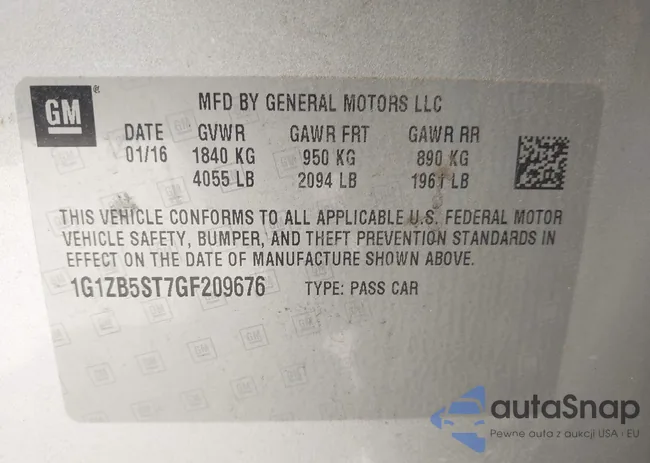 GM
MFD BY GENERAL MOTORS LLC
DATE GVWR GAWR FRT GAWR RR
01/16 1840 KG 950 KG 890 KG
4055 LB 2094 LB 1961 LB
THIS VEHICLE CONFORMS TO ALL APPLICABLE U.S. FEDERAL MOTOR
VEHICLE SAFETY, BUMPER, AND THEFT PREVENTION STANDARDS IN
EFFECT ON THE DATE OF MANUFACTURE SHOWN ABOVE.
1G1ZB5ST7GF209676 TYPE: PASS CAR
autoSnap
Pewne auta z aukcji USA i EU